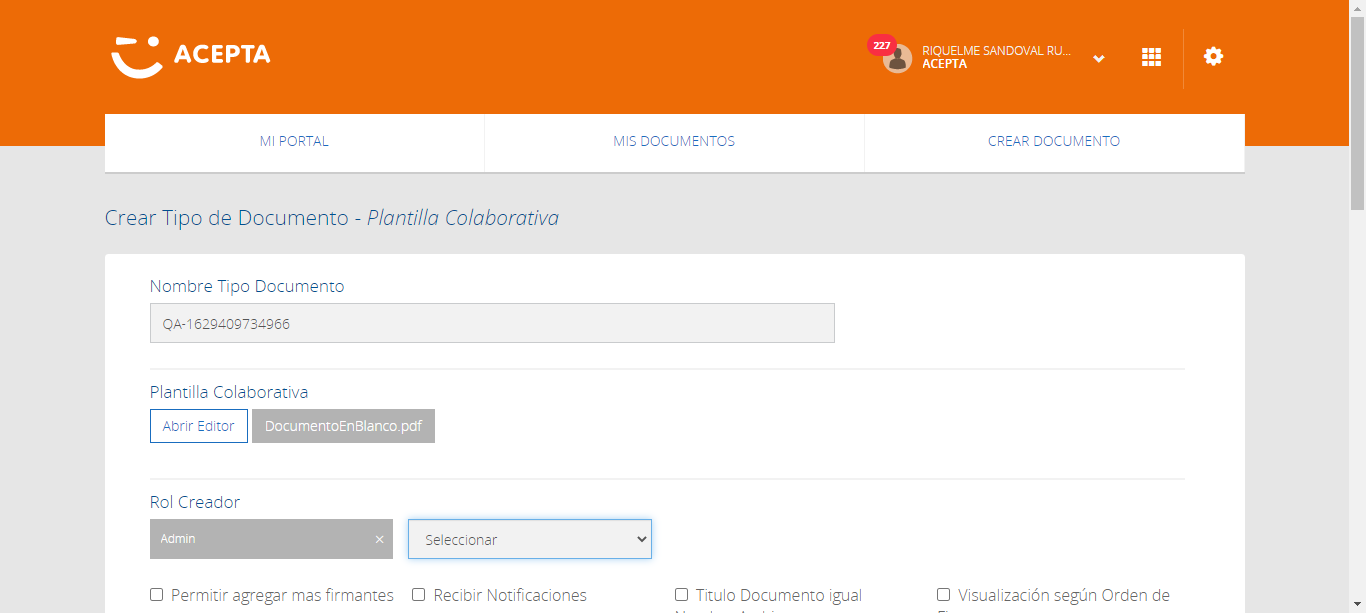 ACEPTA
227
RIQUELME SANDOVAL RU...
ACEPTA
MI PORTAL
MIS DOCUMENTOS
CREAR DOCUMENTO
Crear Tipo de Documento - Plantilla Colaborativa
Nombre Tipo Documento
QA-1629409734966
Plantilla Colaborativa
Abrir Editor
DocumentoEnBlanco.pdf
Rol Creador
Admin ×
Seleccionar
Permitir agregar mas firmantes
Recibir Notificaciones
Titulo Documento igual
Visualización según Orden de